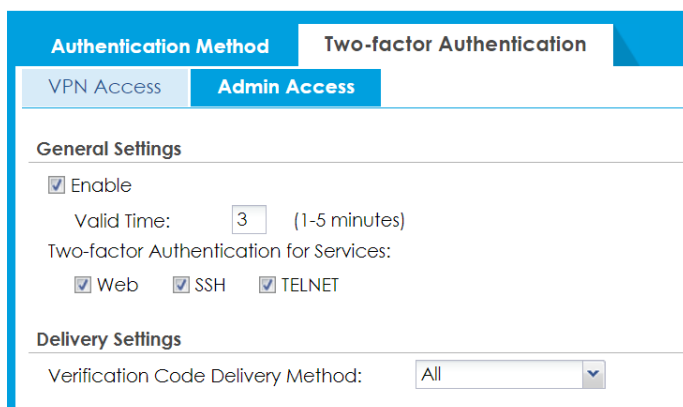 Authentication Method Two-factor Authentication
VPN Access Admin Access
General Settings
Enable
Valid Time: 3 (1-5 minutes)
Two-factor Authentication for Services:
Web SSH TELNET
Delivery Settings
Verification Code Delivery Method: All